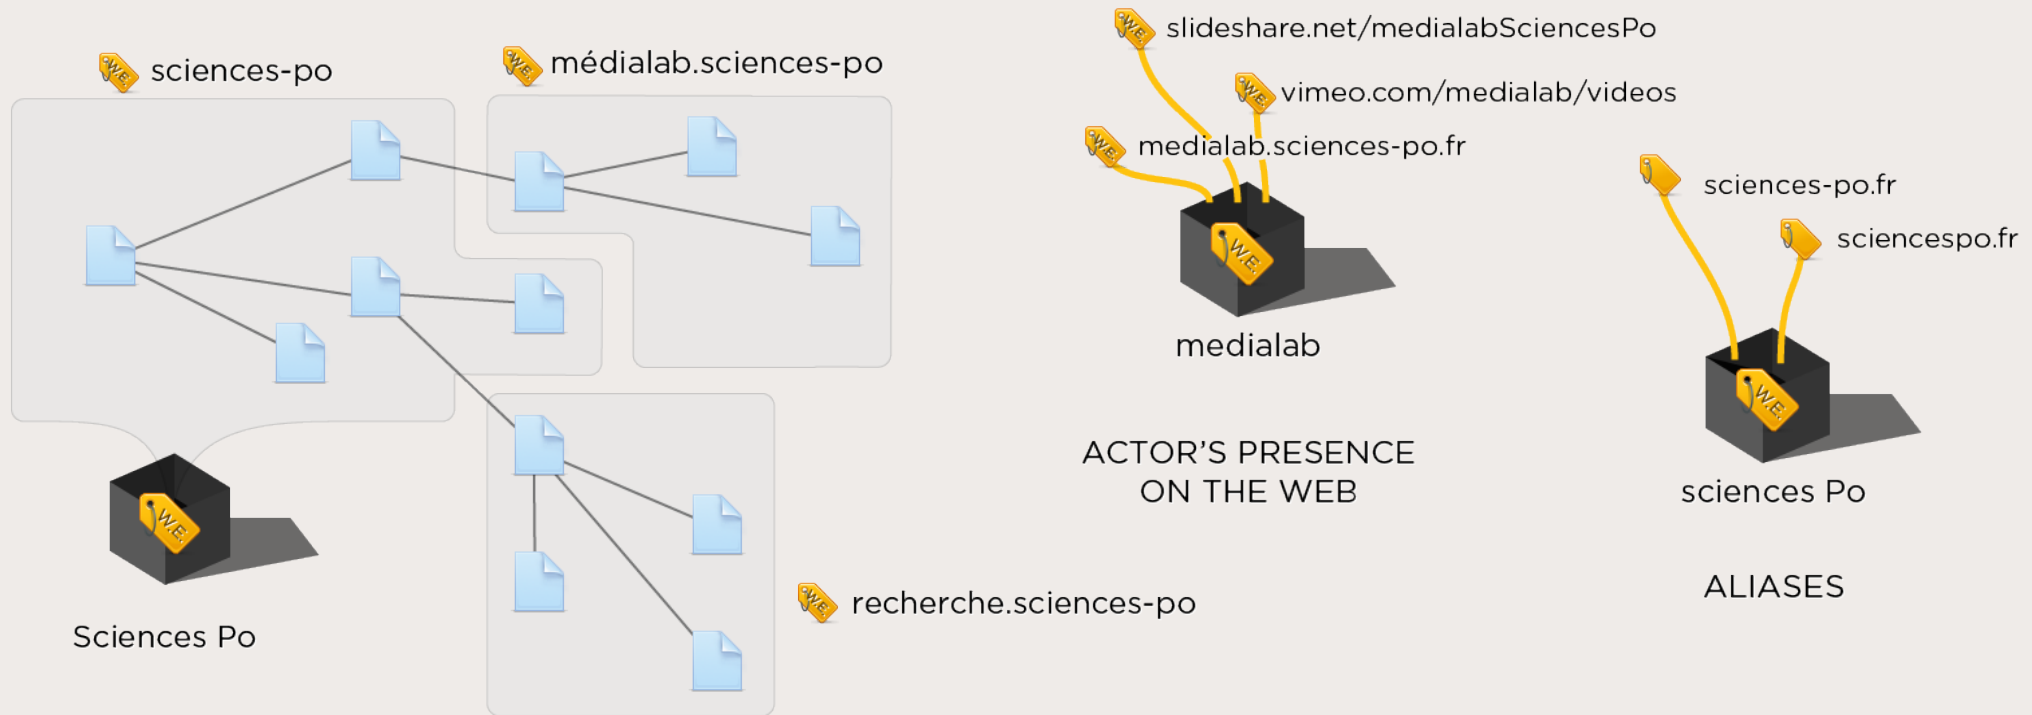 W.E. sciences-po
W.E. médialab.sciences-po
W.E.
Sciences Po
W.E. recherche.sciences-po
W.E. slideshare.net/medialabSciencesPo
W.E. vimeo.com/medialab/videos
W.E. medialab.sciences-po.fr
W.E.
medialab
ACTOR'S PRESENCE
ON THE WEB
sciences-po.fr
sciencespo.fr
W.E.
sciences Po
ALIASES